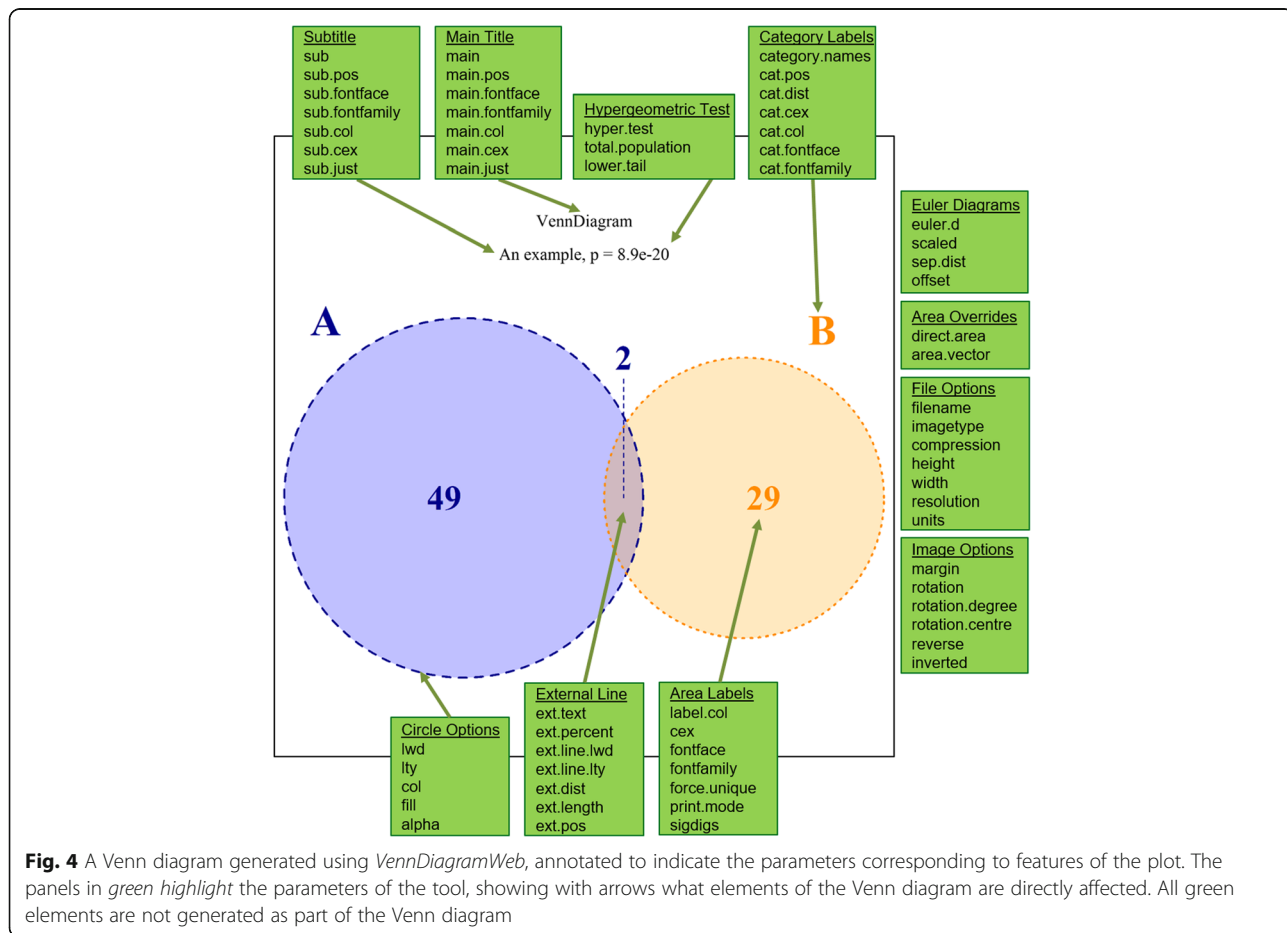 Subtitle
sub
sub.pos
sub.fontface
sub.fontfamily
sub.col
sub.cex
sub.just
Main Title
main
main.pos
main.fontface
main.fontfamily
main.col
main.cex
main.just
Hypergeometric Test
hyper.test
total.population
lower.tail
Category Labels
category.names
cat.pos
cat.dist
cat.cex
cat.col
cat.fontface
cat.fontfamily
VennDiagram
An example, p = 8.9e-20
A
2
B
49
29
Euler Diagrams
euler.d
scaled
sep.dist
offset
Area Overrides
direct.area
area.vector
File Options
filename
imagetype
compression
height
width
resolution
units
Image Options
margin
rotation
rotation.degree
rotation.centre
reverse
inverted
Circle Options
lwd
lty
col
fill
alpha
External Line
ext.text
ext.percent
ext.line.lwd
ext.line.lty
ext.dist
ext.length
ext.pos
Area Labels
label.col
cex
fontface
fontfamily
force.unique
print.mode
sigdigs
Fig. 4 A Venn diagram generated using VennDiagramWeb, annotated to indicate the parameters corresponding to features of the plot. The
panels in green highlight the parameters of the tool, showing with arrows what elements of the Venn diagram are directly affected. All green
elements are not generated as part of the Venn diagram